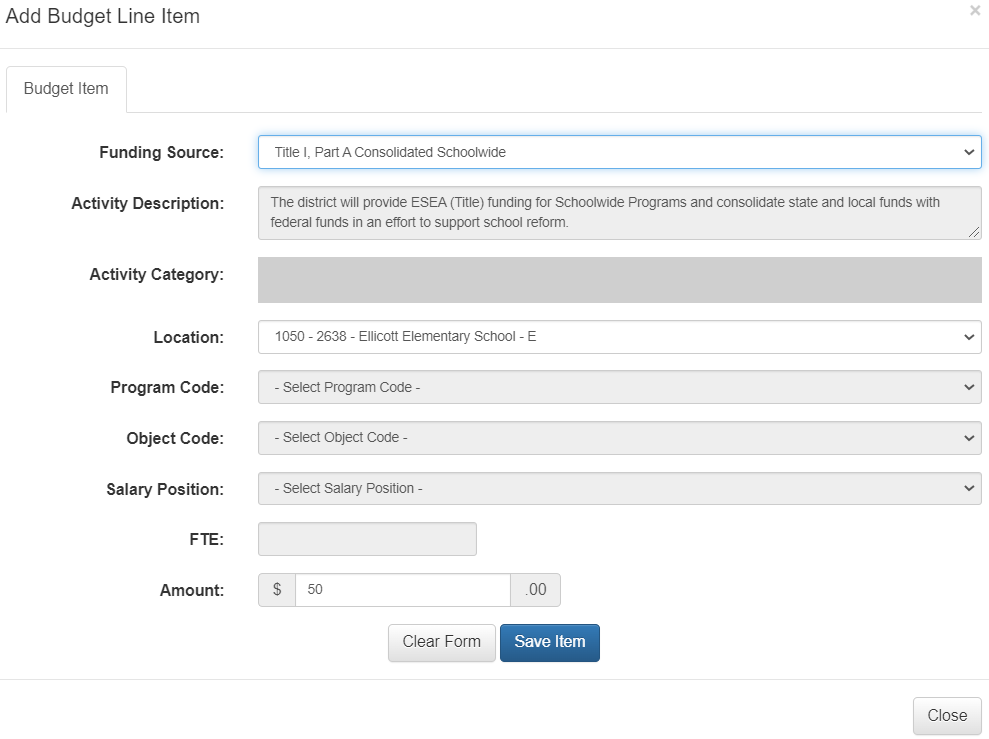 Add Budget Line Item
×
Budget Item
Funding Source:
Title I, Part A Consolidated Schoolwide
Activity Description:
The district will provide ESEA (Title) funding for Schoolwide Programs and consolidate state and local funds with
federal funds in an effort to support school reform.
Activity Category:
Location:
1050 - 2638 - Ellicott Elementary School - E
Program Code:
- Select Program Code -
Object Code:
- Select Object Code -
Salary Position:
- Select Salary Position -
FTE:
Amount:
$ 50 .00
Clear Form
Save Item
Close